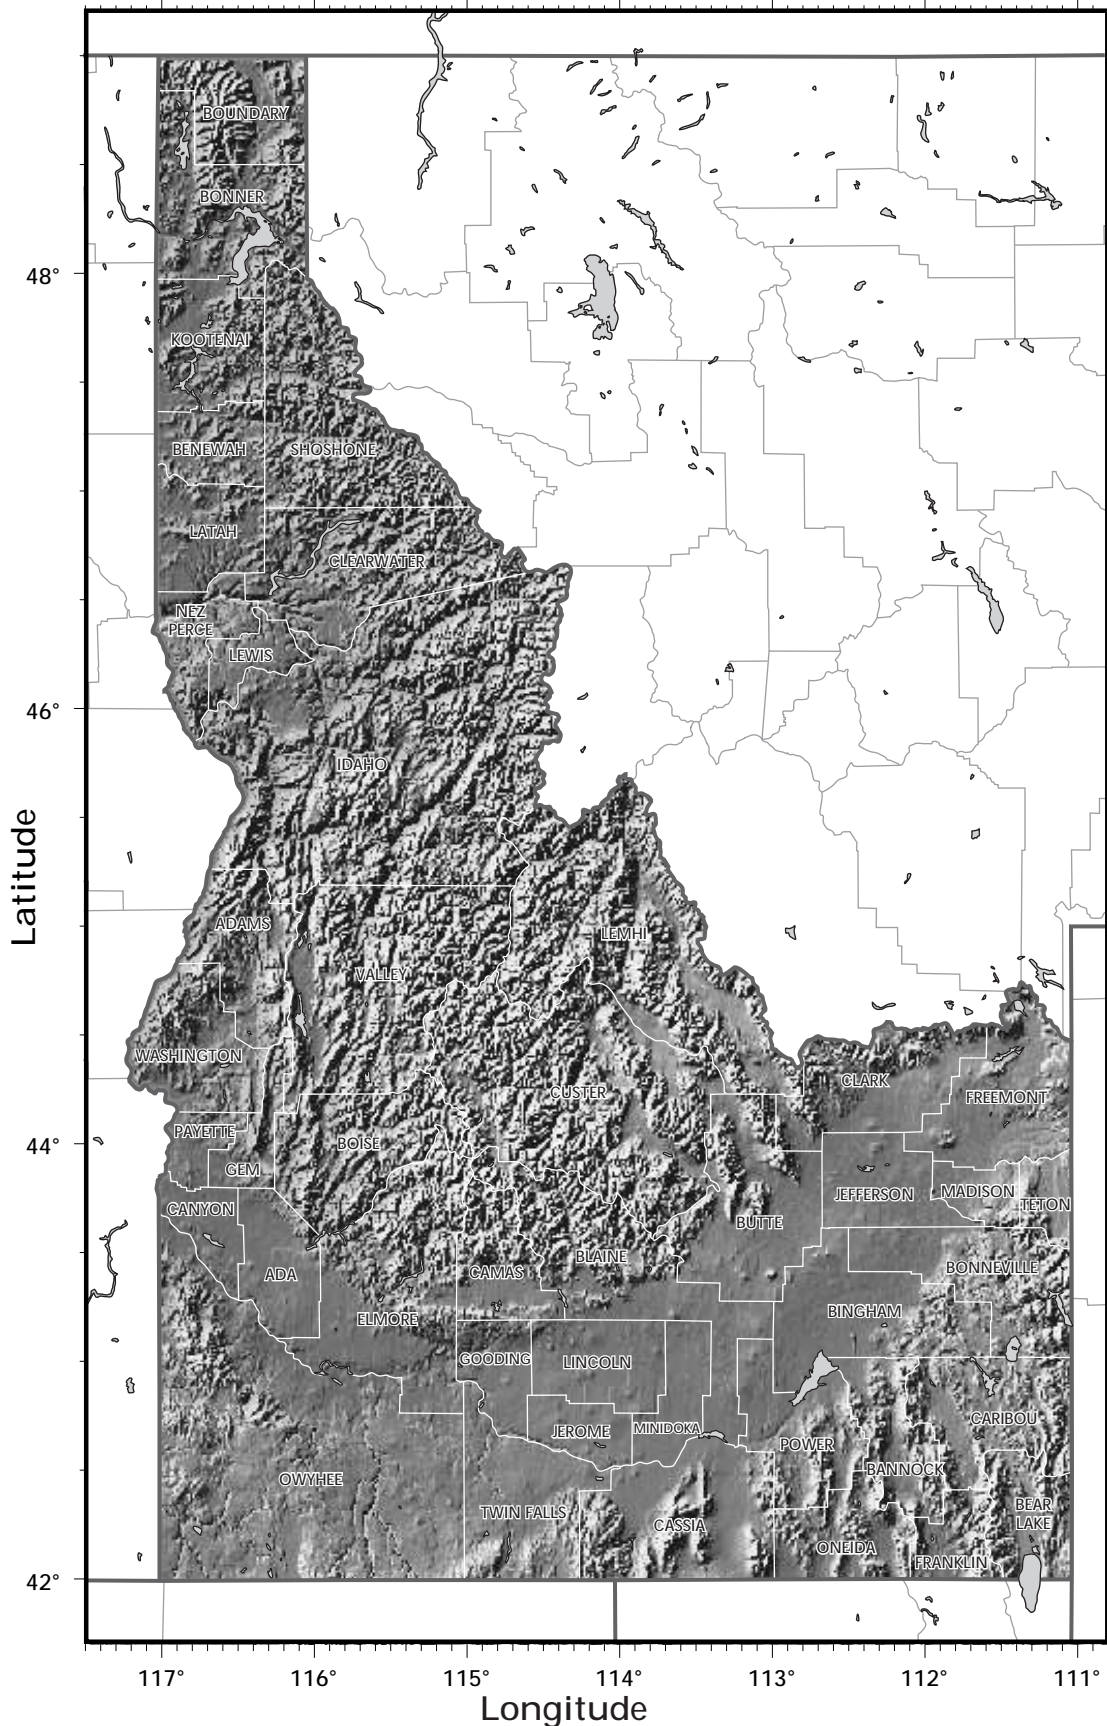 BOUNDARY
BONNER
48°
KOOTENAI
BENEWAH
SHOSHONE
LATAH
CLEARWATER
NEZ
PERCE
LEWIS
46°
IDAHO
Latitude
ADAMS
LEMHI
VALLEY
WASHINGTON
CLARK
CUSTER
FREEMONT
PAYETTE
44°
BOISE
GEM
CANYON
JEFFERSON
MADISON
TETON
BUTTE
ADA
CAMAS
BLAINE
BONNEVILLE
ELMORE
BINGHAM
GOODING
LINCOLN
JEROME
MINIDOKA
CARIBOU
POWER
BANNOCK
OWYHEE
TWIN FALLS
CASSIA
BEAR
LAKE
ONEIDA
FRANKLIN
42°
117° 116° 115° 114° 113° 112° 111°
Longitude